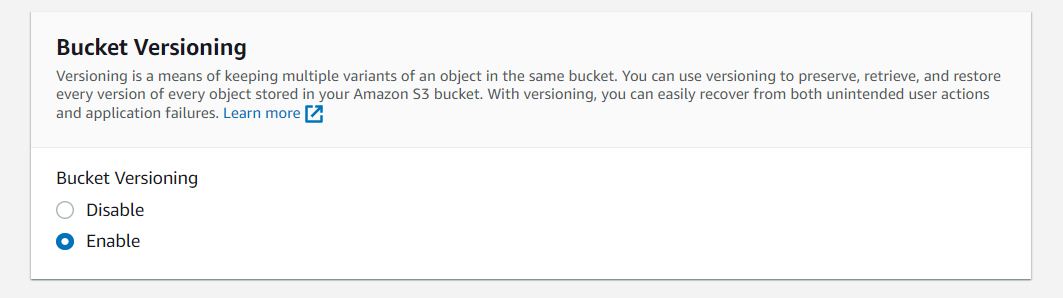 Bucket Versioning
Versioning is a means of keeping multiple variants of an object in the same bucket. You can use versioning to preserve, retrieve, and restore
every version of every object stored in your Amazon S3 bucket. With versioning, you can easily recover from both unintended user actions
and application failures. Learn more
Bucket Versioning
Disable
Enable